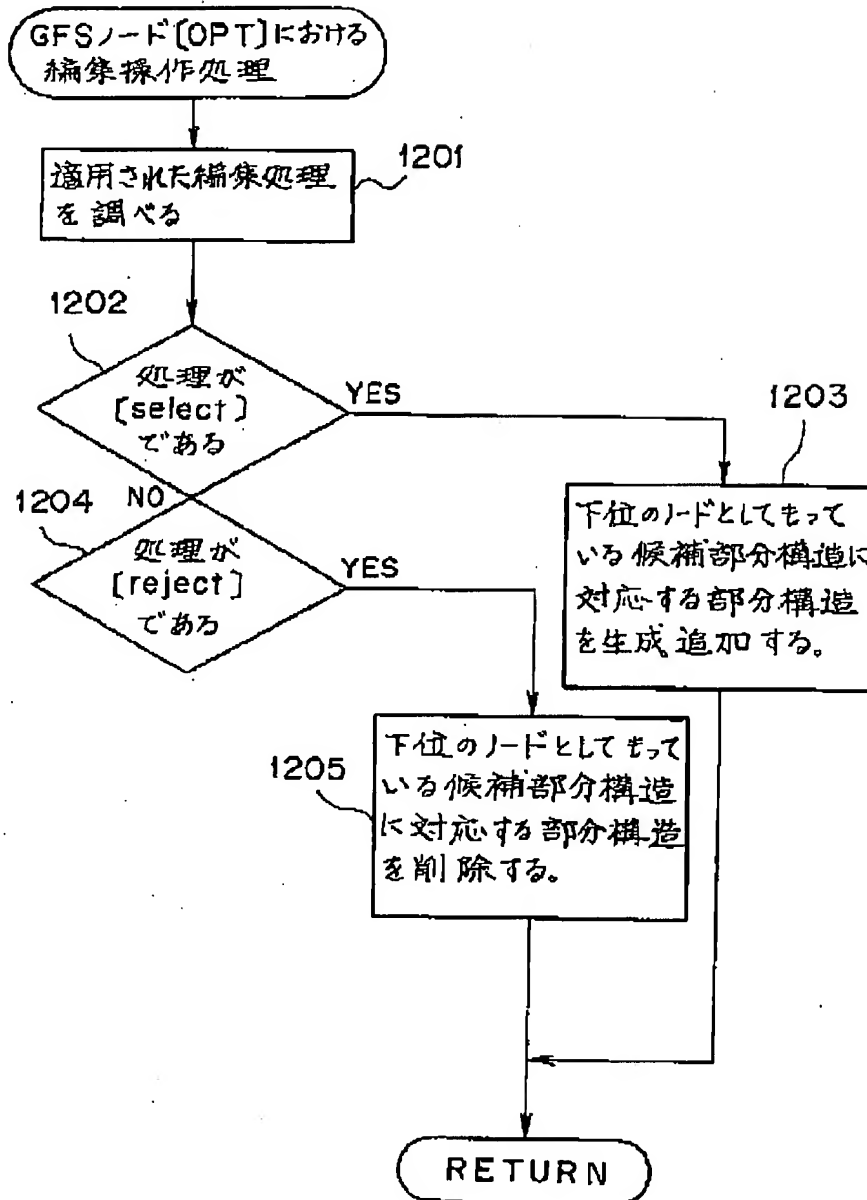 GFSノード[OPT]における
編集操作処理
1201
適用された編集処理
を調べる
1202
処理が
[select]
である
YES
NO
1203
下位のノードとしてもって
いる候補部分構造に
対応する部分構造
を生成、追加する。
1204
処理が
[reject]
である
YES
1205
下位のノードとしてもって
いる候補部分構造
に対応する部分構造
を削除する。
RETURN